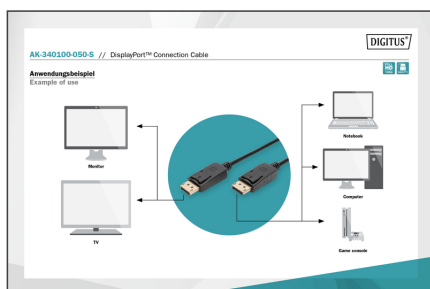 DIGITUS®
AK-340100-050-S // DisplayPort™ Connection Cable
Anwendungsbeispiel
Example of use
Notebook
Monitor
Computer
TV
Game console